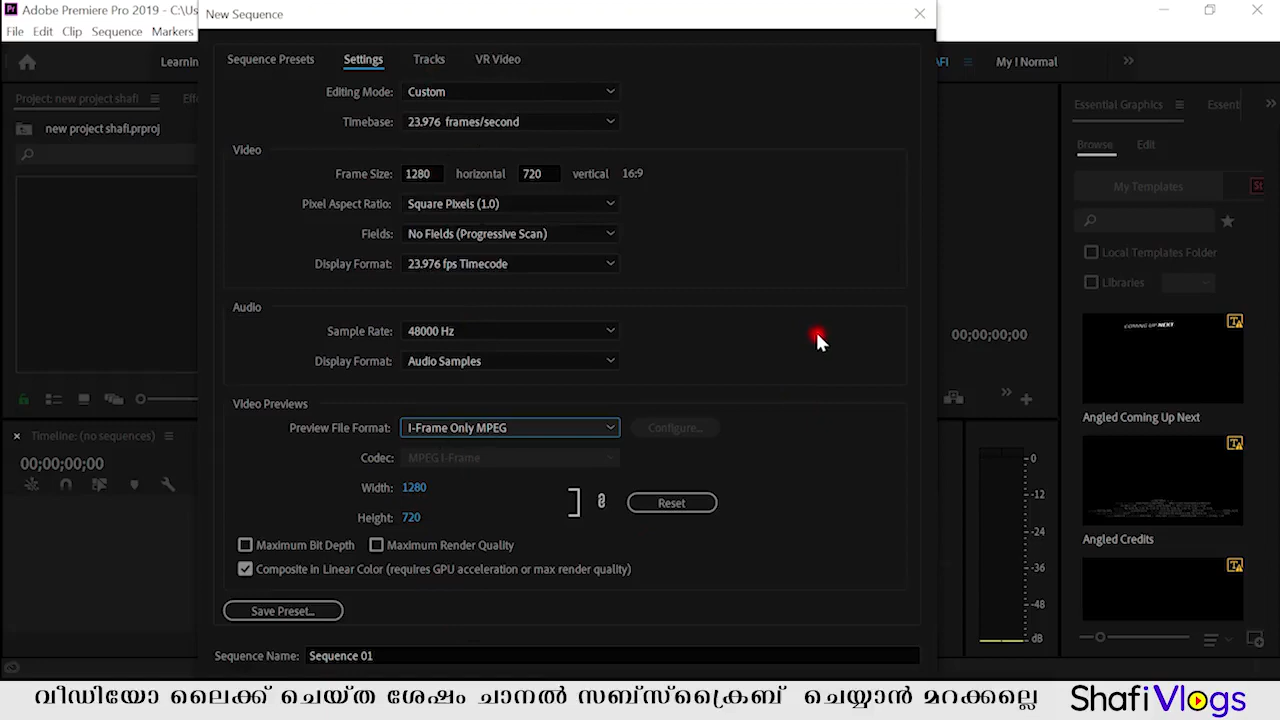 Adobe Premiere Pro 2019 - C:\Us
New Sequence
File Edit Clip Sequence Markers
Learnin
My I Normal
Sequence Presets Settings Tracks VR Video
Project: new project shafi
new project shafi.prproj
Editing Mode: Custom
Timebase: 23.976 frames/second
Video
Frame Size: 1280 horizontal 720 vertical 16:9
Pixel Aspect Ratio: Square Pixels (1.0)
Fields: No Fields (Progressive Scan)
Display Format: 23.976 fps Timecode
Audio
Sample Rate: 48000 Hz
Display Format: Audio Samples
Video Previews
Preview File Format: I-Frame Only MPEG Configure...
Codec: MPEG I-Frame
Width: 1280
Height: 720
Reset
Maximum Bit Depth Maximum Render Quality
Composite in Linear Color (requires GPU acceleration or max render quality)
Save Preset...
Sequence Name: Sequence 01
Timeline: (no sequences)
00;00;00;00
00;00;00;00
0
-12
-24
-36
-48
dB
Essential Graphics Essent
Browse Edit
My Templates St
Local Templates Folder
Libraries
COMING UP NEXT
Angled Coming Up Next
Angled Credits
വീഡിയോ ലൈക്ക് ചെയ്ത ശേഷം ചാനൽ സബ്സ്ക്രൈബ് ചെയ്യാൻ മറക്കല്ലെ
Shafi Vlogs